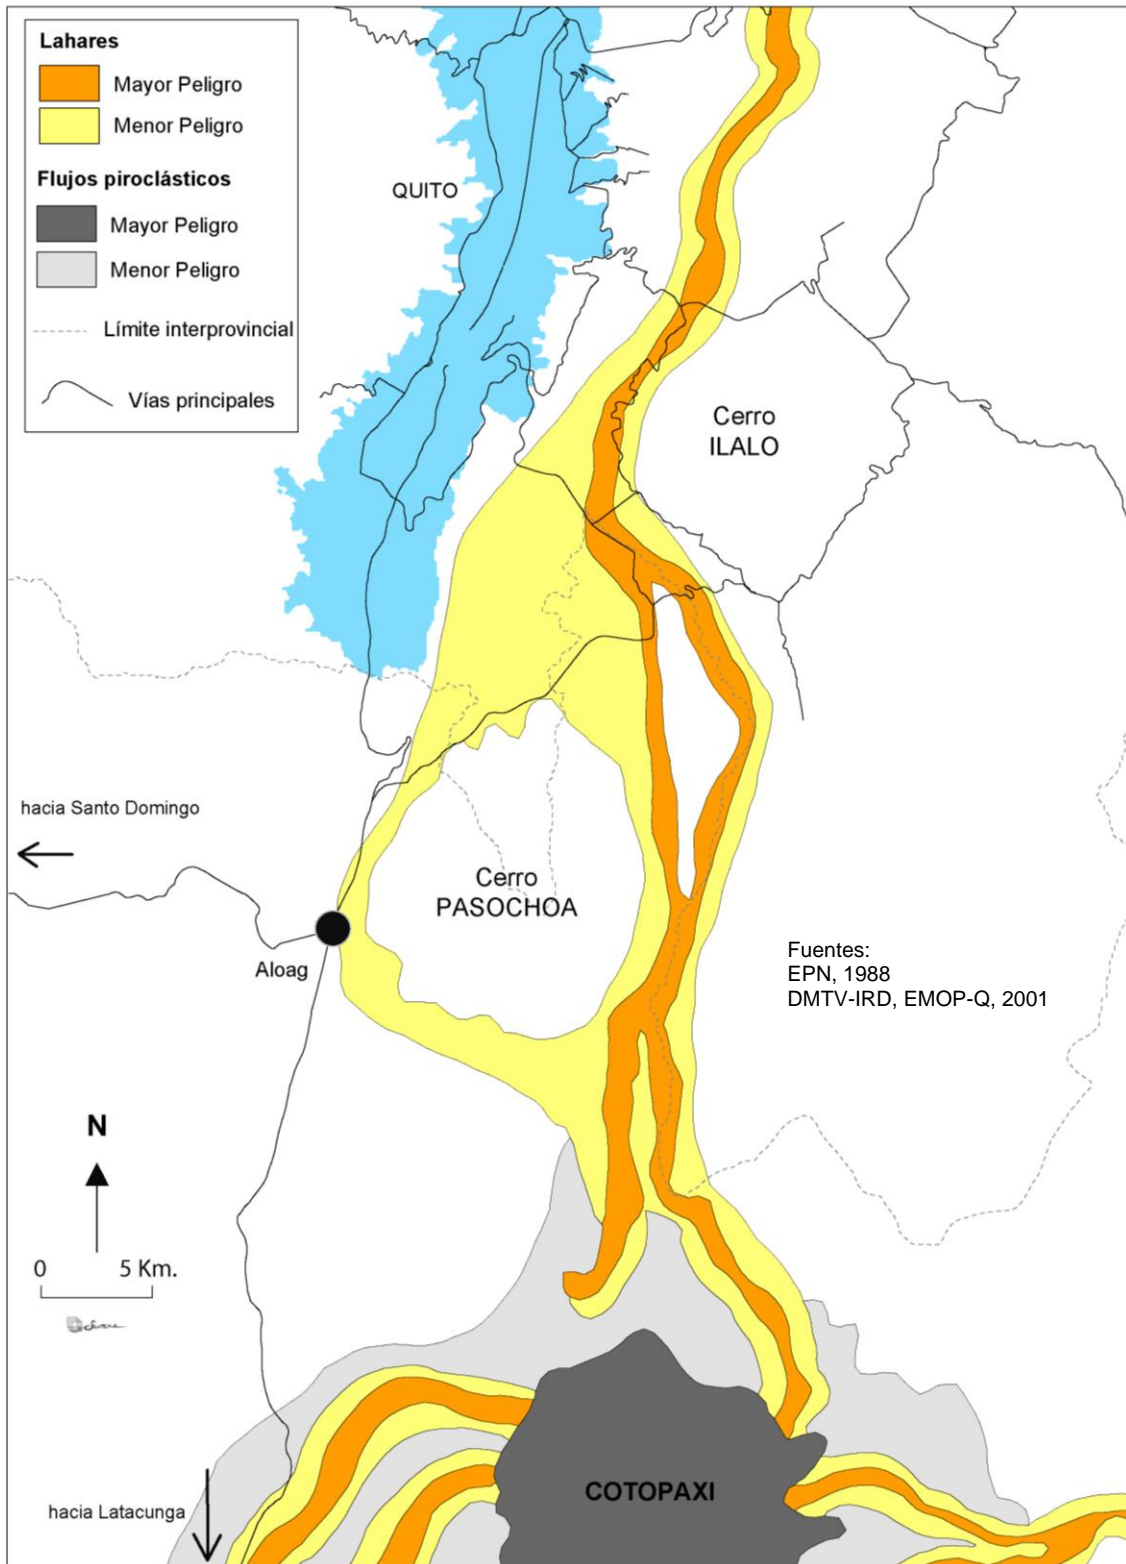 Lahares
Mayor Peligro
Menor Peligro
Flujos piroclásticos
Mayor Peligro
Menor Peligro
Límite interprovincial
Vías principales
QUITO
Cerro
ILALO
hacia Santo Domingo
Cerro
PASOCHOA
Aloag
Fuentes:
EPN, 1988
DMTV-IRD, EMOP-Q, 2001
N
0 5 Km.
COTOPAXI
hacia Latacunga